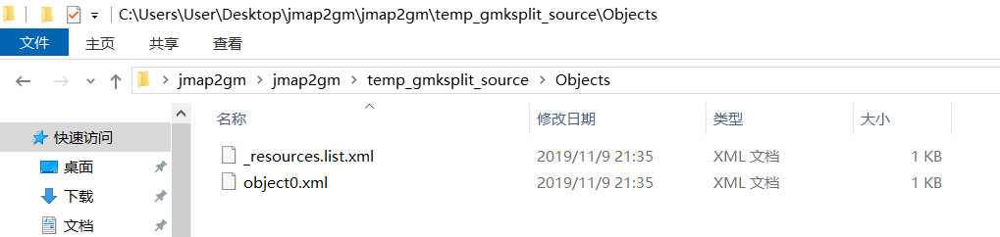 C:\Users\User\Desktop\jmap2gm\jmap2gm\temp_gmksplit_source\Objects
文件 主页 共享 查看
jmap2gm jmap2gm temp_gmksplit_source Objects
名称 修改日期 类型 大小
快速访问
_resources.list.xml 2019/11/9 21:35 XML 文档 1 KB
桌面
object0.xml 2019/11/9 21:35 XML 文档 1 KB
下载
文档